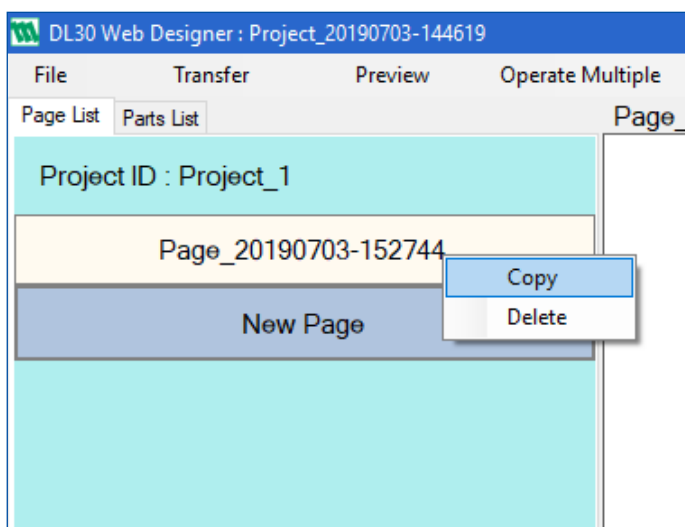 DL30 Web Designer : Project_20190703-144619
File Transfer Preview Operate Multiple
Page List Parts List Page_
Project ID : Project_1
Page_20190703-152744
Copy
New Page
Delete